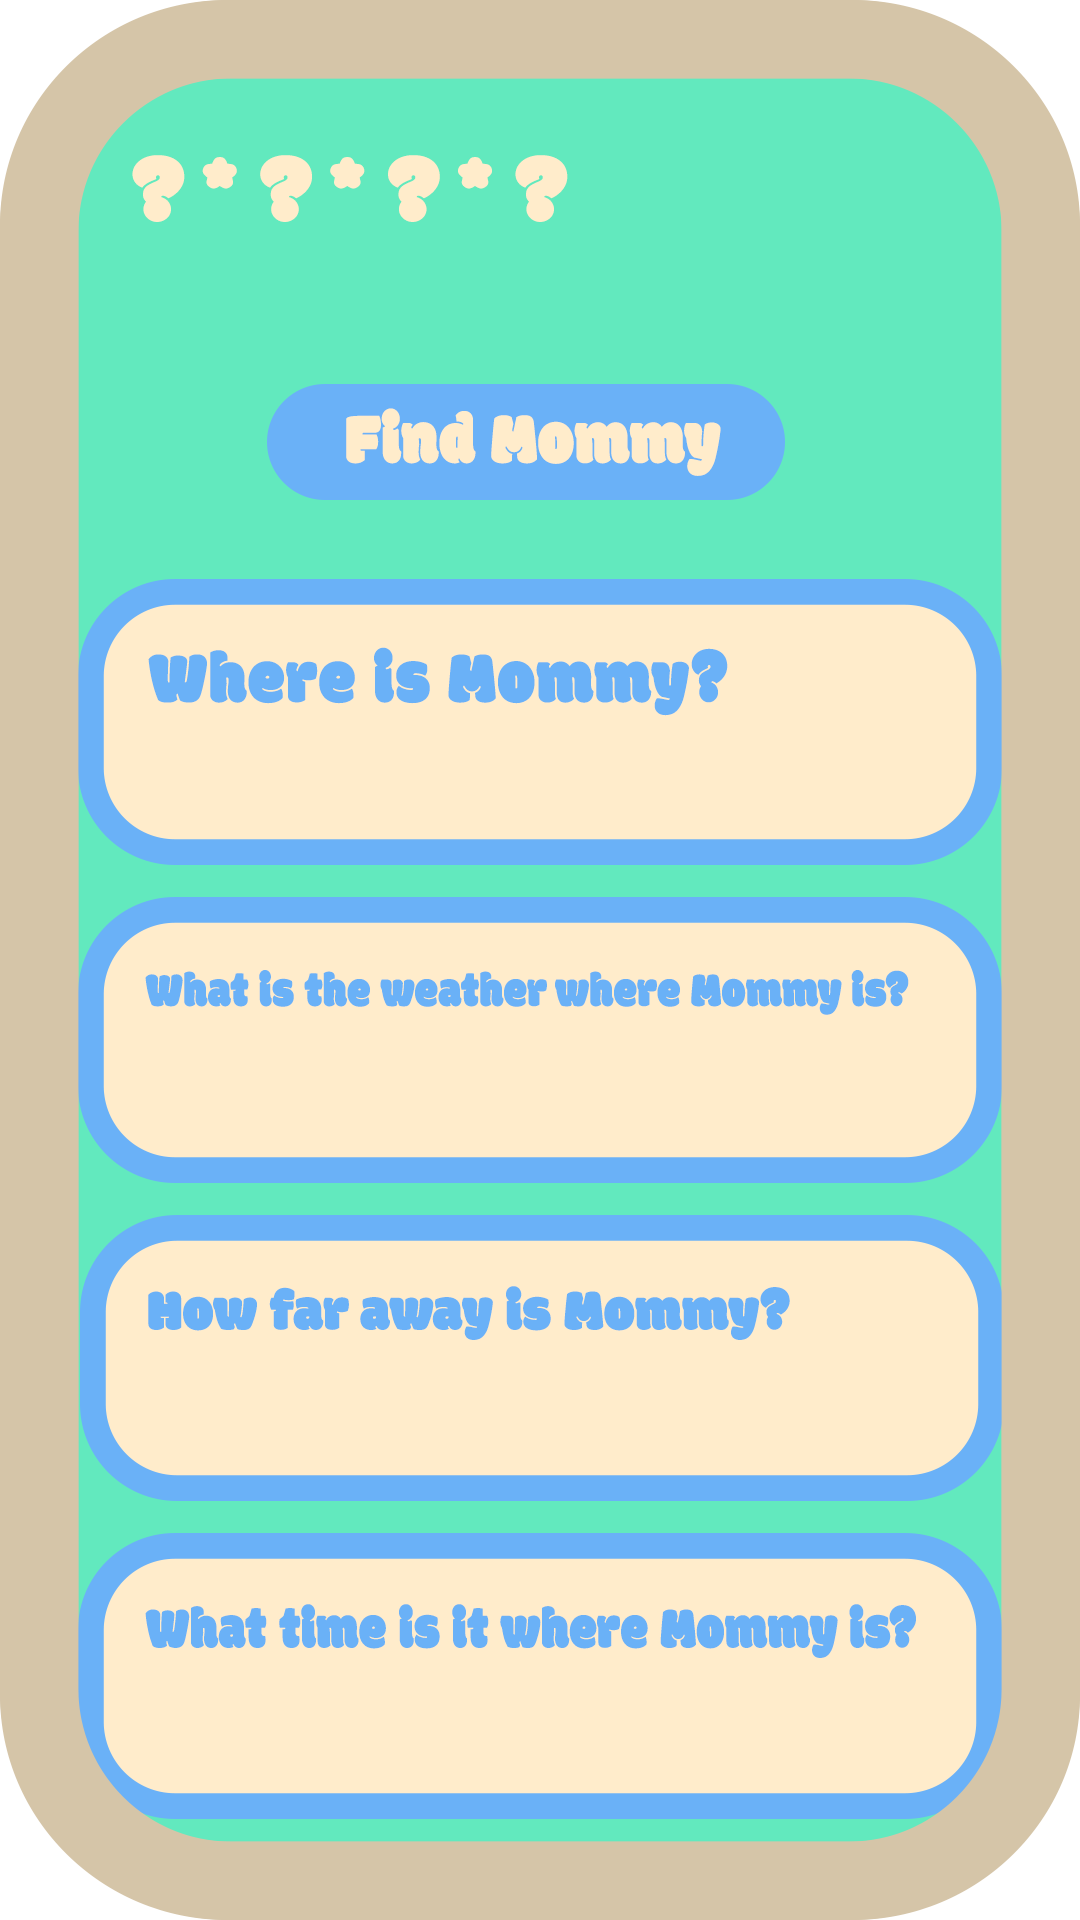 ?*?*?*?
Find Mommy
Where is Mommy?
What is the weather where Mommy is?
How far away is Mommy?
What time is it where Mommy is?